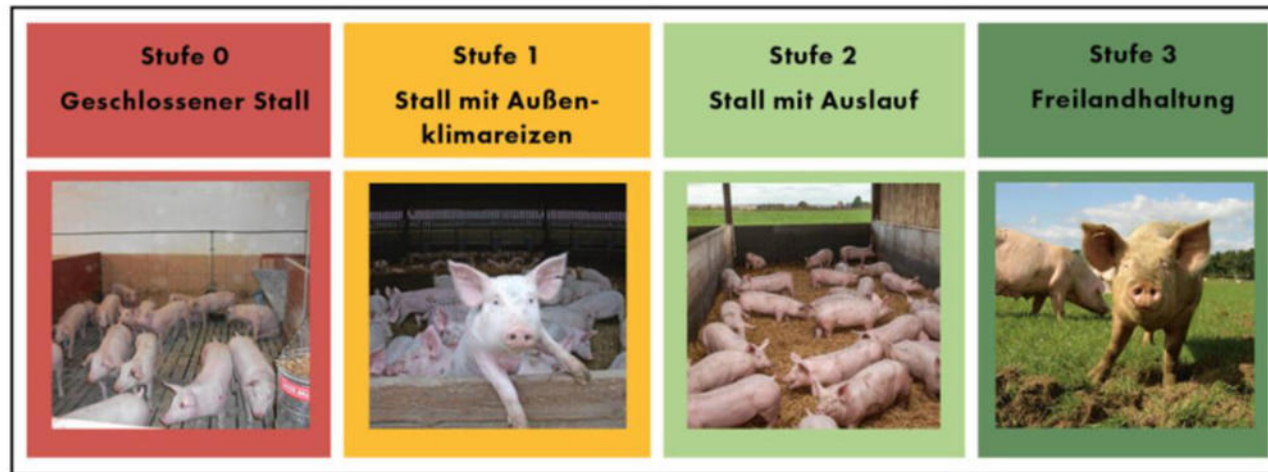 Stufe 0
Geschlossener Stall
Stufe 1
Stall mit Außen-
klimareizen
Stufe 2
Stall mit Auslauf
Stufe 3
Freilandhaltung